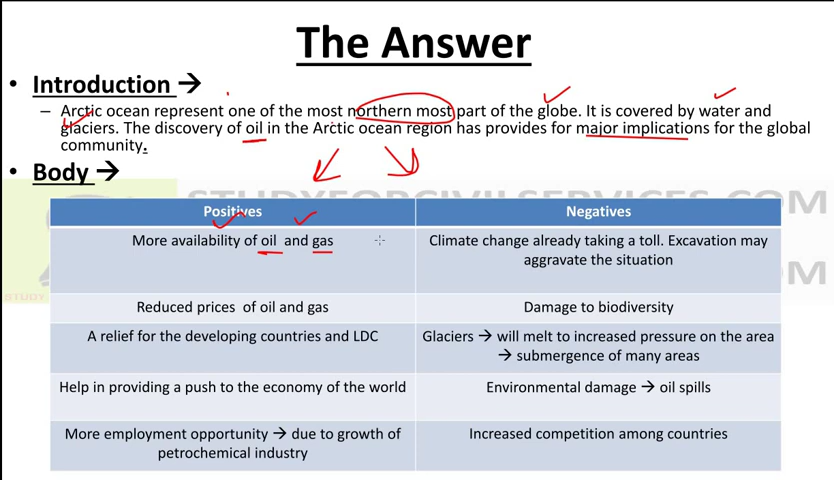 The Answer
• Introduction →
– Arctic ocean represent one of the most northern most part of the globe. It is covered by water and
glaciers. The discovery of oil in the Arctic ocean region has provides for major implications for the global
community.
• Body →
STUDYFORCIVILSERVICES.COM
Positives
Negatives
More availability of oil and gas
Climate change already taking a toll. Excavation may
aggravate the situation
STUDY
Reduced prices of oil and gas
Damage to biodiversity
A relief for the developing countries and LDC
Glaciers → will melt to increased pressure on the area
→ submergence of many areas
Help in providing a push to the economy of the world
Environmental damage → oil spills
More employment opportunity → due to growth of
petrochemical industry
Increased competition among countries